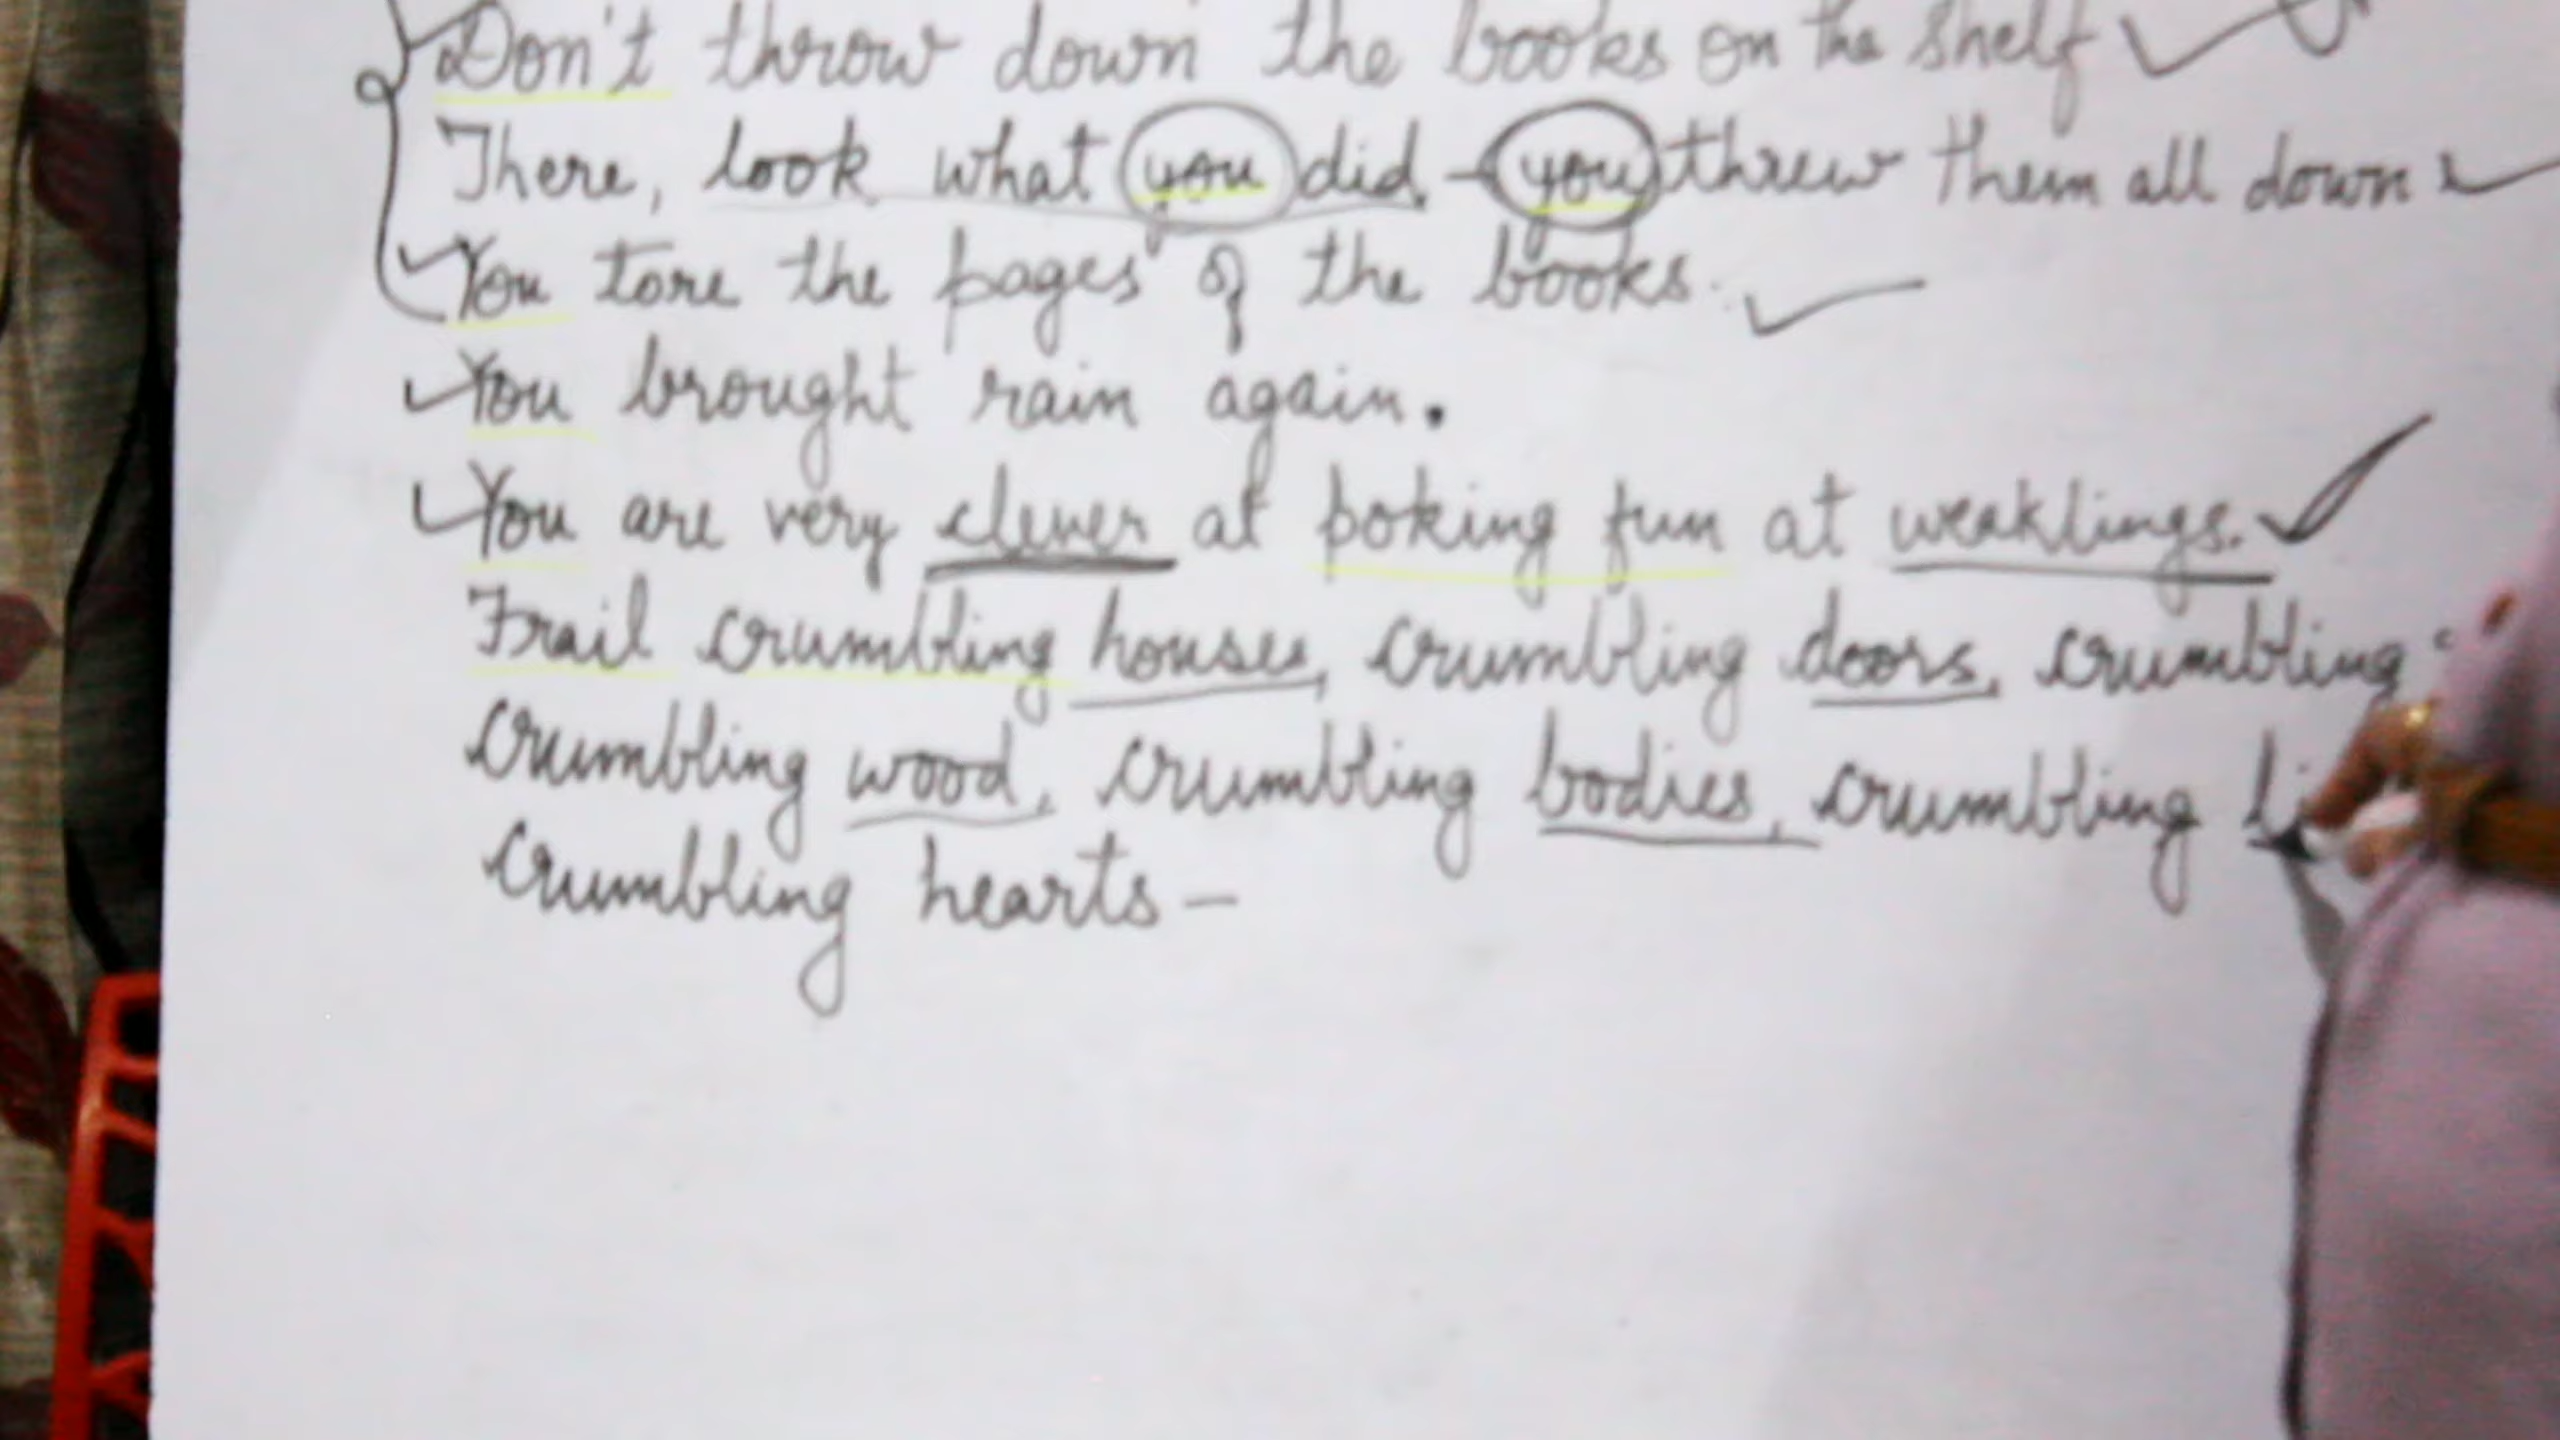 Don't throw down the books on the shelf
There, look what you did - you threw them all down
You tore the pages of the books.
You brought rain again.
You are very clever at poking fun at weaklings.
Frail crumbling houses, crumbling doors, crumbling
crumbling wood, crumbling bodies, crumbling
crumbling hearts -